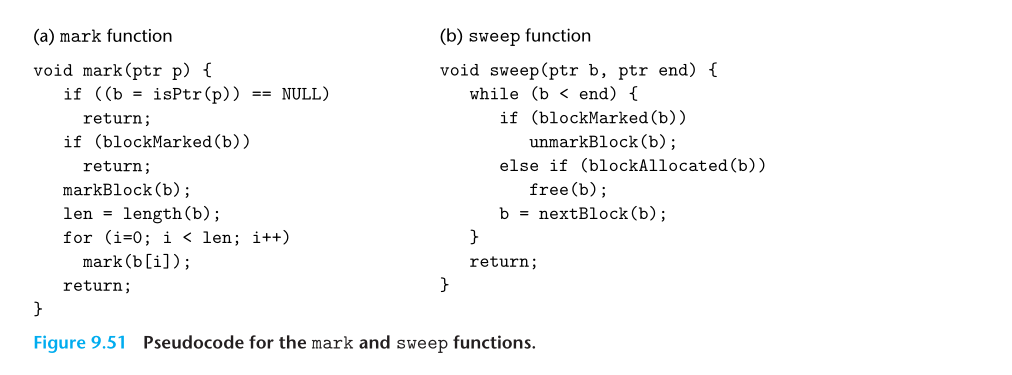 (a) mark function
void mark(ptr p) {
if ((b = isPtr(p)) == NULL)
return;
if (blockMarked(b))
return;
markBlock(b);
len = length(b);
for (i=0; i < len; i++)
mark(b[i]);
return;
}
(b) sweep function
void sweep(ptr b, ptr end) {
while (b < end) {
if (blockMarked(b))
unmarkBlock(b);
else if (blockAllocated(b))
free(b);
b = nextBlock(b);
}
return;
}
Figure 9.51 Pseudocode for the mark and sweep functions.